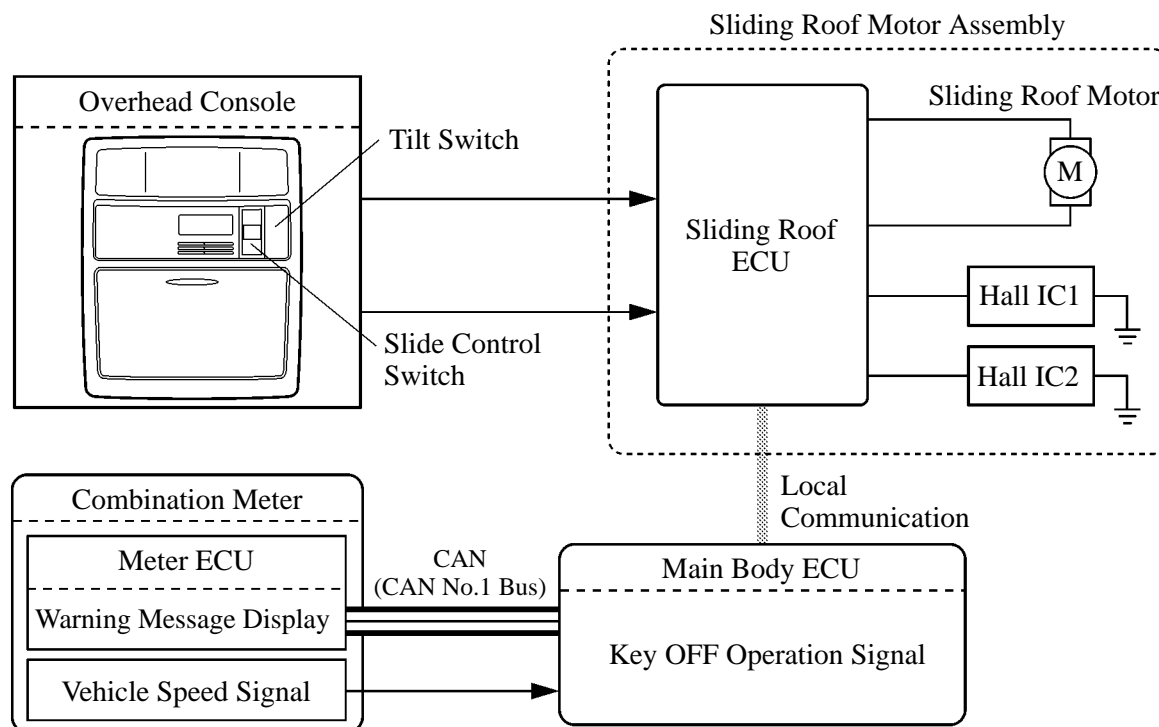 Sliding Roof Motor Assembly
Overhead Console
Tilt Switch
Slide Control
Switch
Sliding Roof
ECU
Sliding Roof Motor
M
Hall IC1
Hall IC2
Local
Communication
Combination Meter
Meter ECU
Warning Message Display
Vehicle Speed Signal
CAN
(CAN No.1 Bus)
Main Body ECU
Key OFF Operation Signal